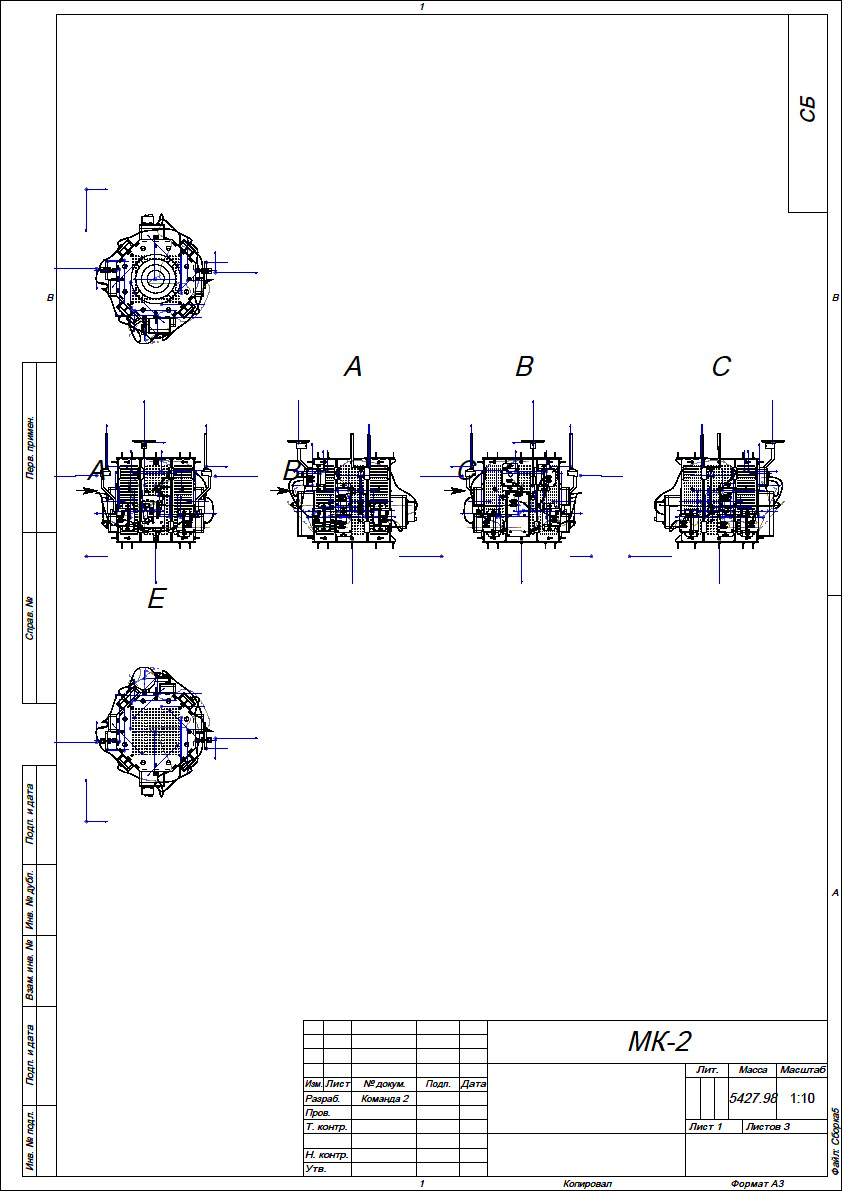 1
СБ
В
В
Перв. примен.
A
B
C
A
B
C
Справ. №
E
Подп. и дата
Инв. № дубл.
А
Взам. инв. №
Подп. и дата
Инв. № подл.
МК-2
Лит. Масса Масштаб
Изм. Лист № докум. Подп. Дата
Разраб. Команда 2
5427.98 1:10
Пров.
Т. контр.
Лист 1 Листов 3
Н. контр.
Утв.
1 Копировал Формат А3
Файл: Сборка6